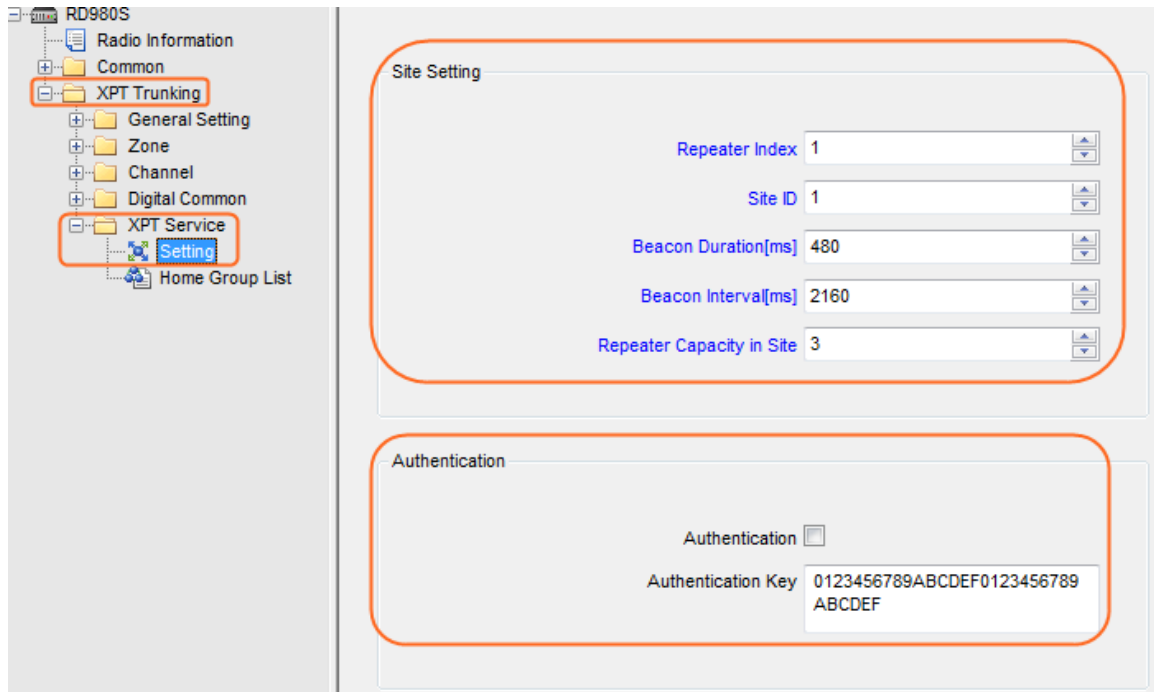 RD980S
Radio Information
Common
XPT Trunking
General Setting
Zone
Channel
Digital Common
XPT Service
Setting
Home Group List
Site Setting
Repeater Index 1
Site ID 1
Beacon Duration[ms] 480
Beacon Interval[ms] 2160
Repeater Capacity in Site 3
Authentication
Authentication
Authentication Key 0123456789ABCDEF0123456789
ABCDEF